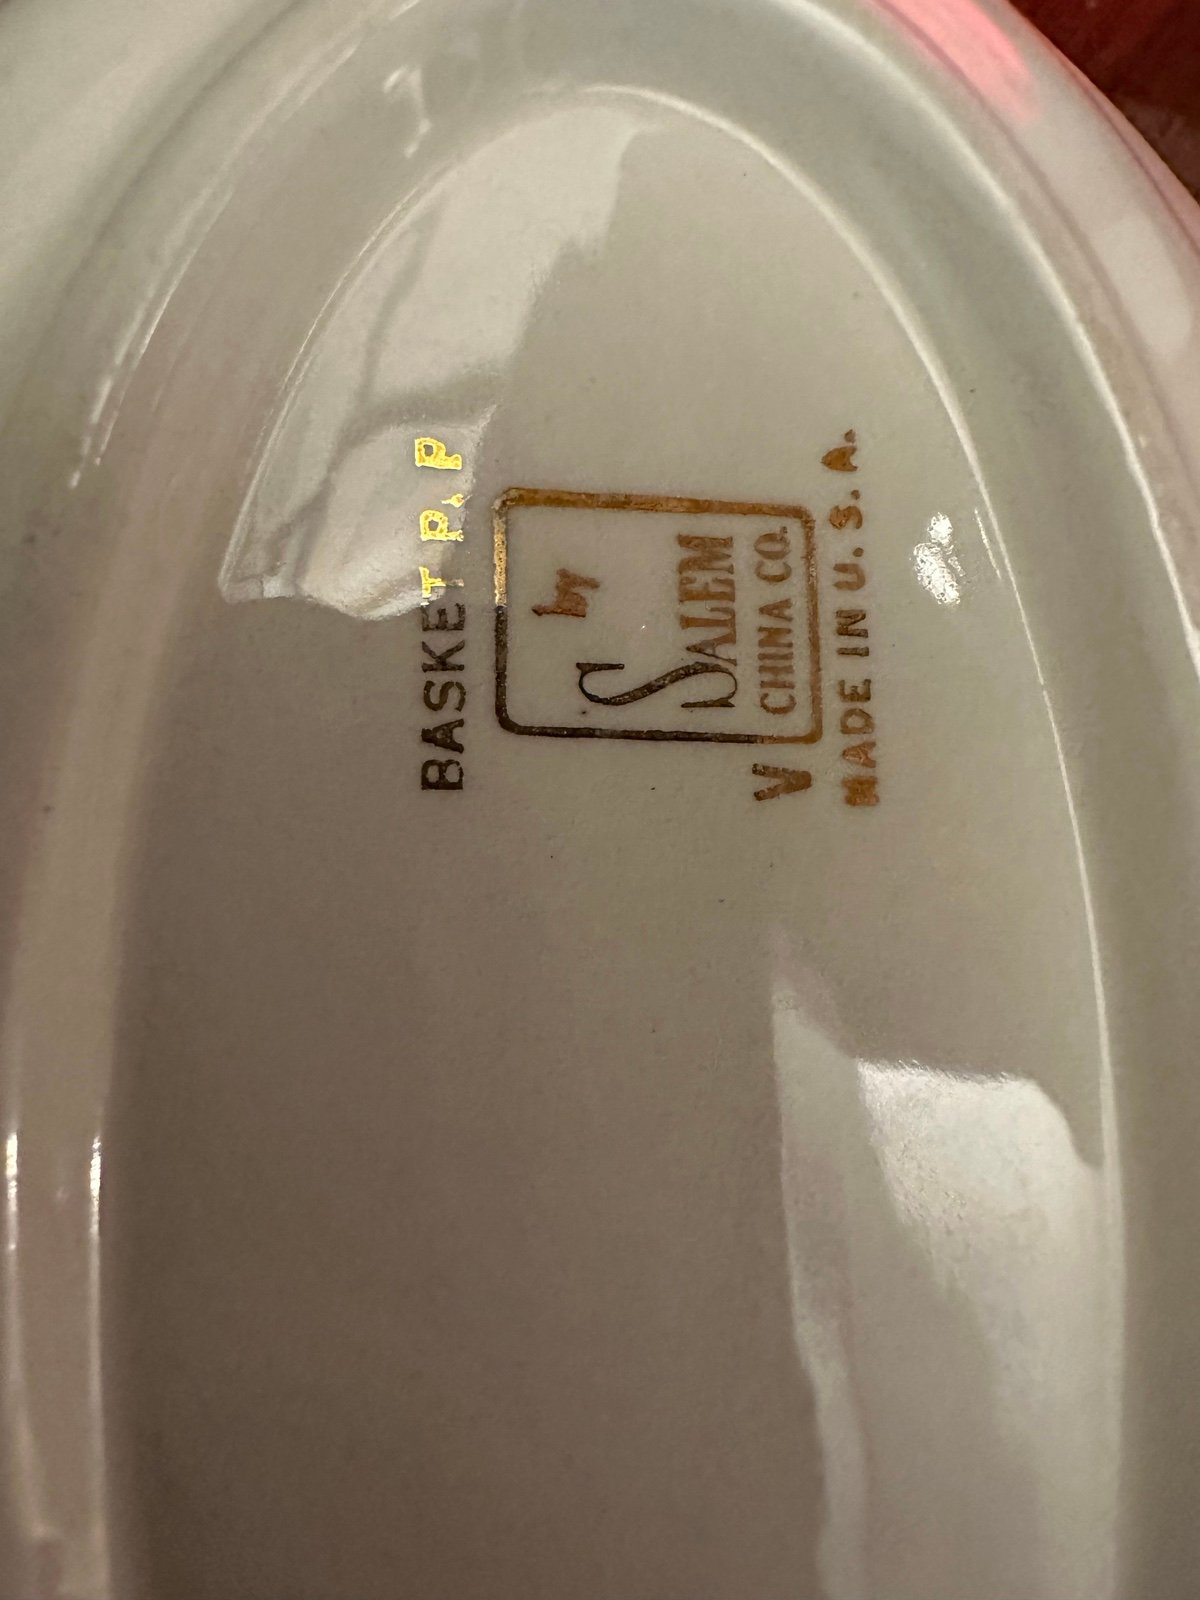 BASKET P. P
S by
SALEM
V CHINA CO.
MADE IN U. S. A.